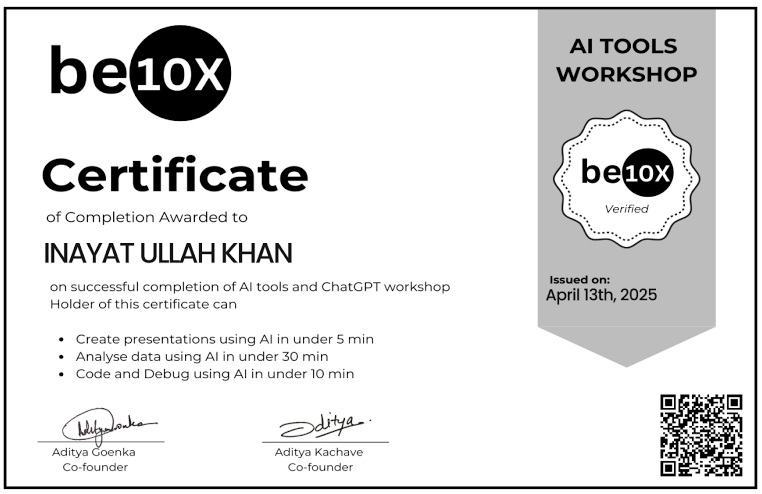 be10X
Certificate
of Completion Awarded to
INAYAT ULLAH KHAN
on successful completion of AI tools and ChatGPT workshop
Holder of this certificate can
• Create presentations using AI in under 5 min
• Analyse data using AI in under 30 min
• Code and Debug using AI in under 10 min
Aditya Goenka
Co-founder
Aditya
Aditya Kachave
Co-founder
AI TOOLS
WORKSHOP
be10X
Verified
Issued on:
April 13th, 2025